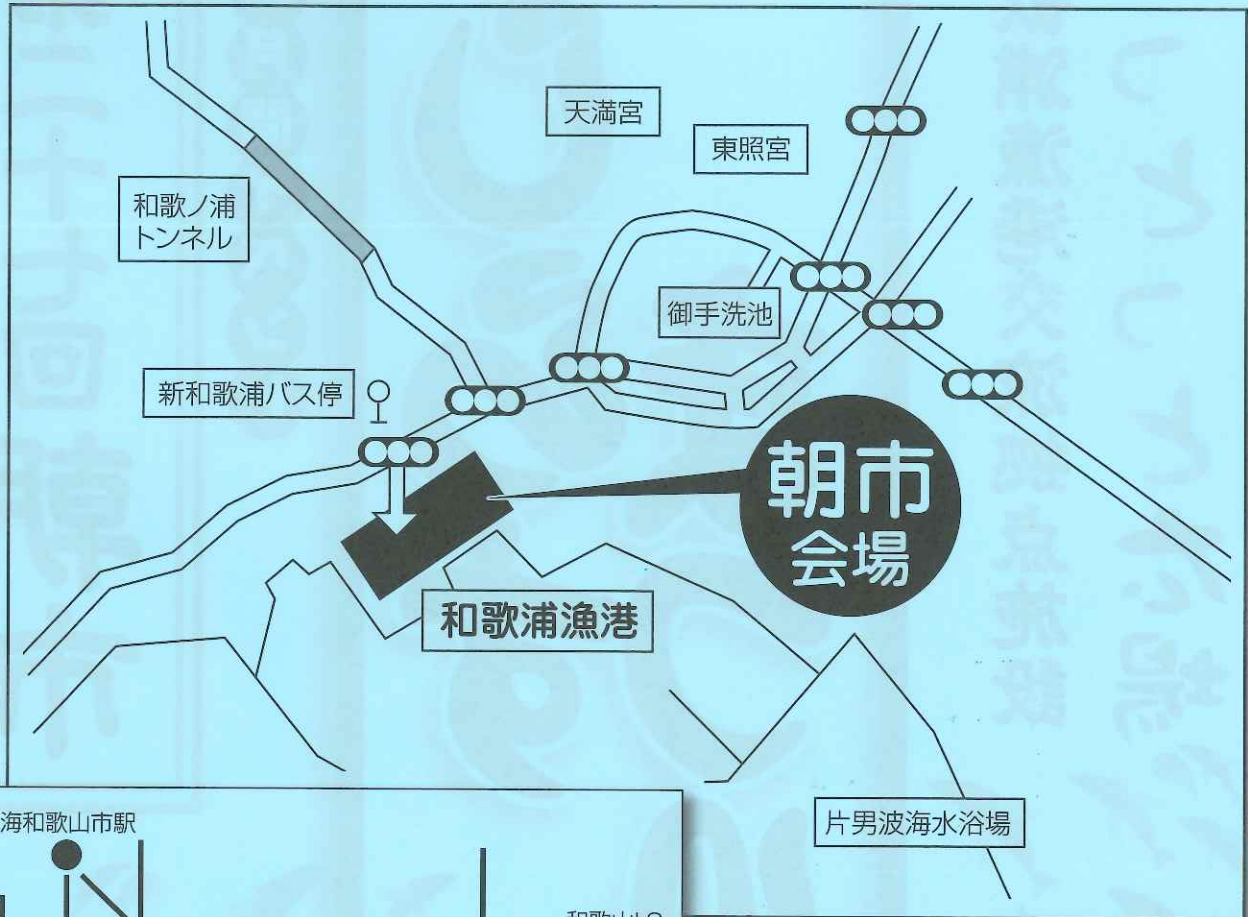 天満宮
東照宮
和歌ノ浦
トンネル
御手洗池
新和歌浦バス停
朝市
会場
和歌浦漁港
片男波海水浴場
海和歌山市駅